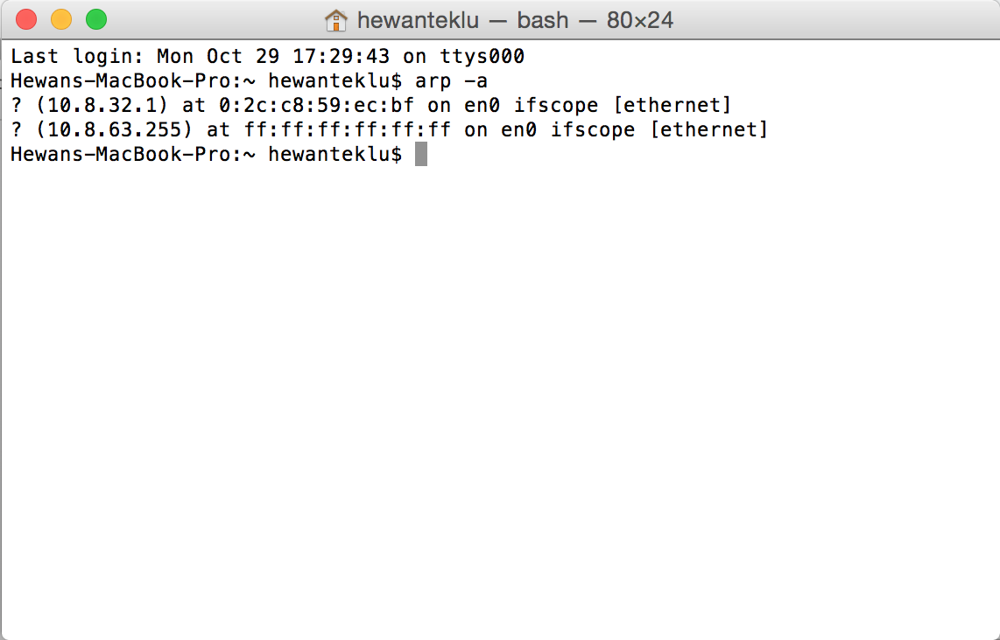 hewanteklu — bash — 80×24
Last login: Mon Oct 29 17:29:43 on ttys000
Hewans-MacBook-Pro:~ hewanteklu$ arp -a
? (10.8.32.1) at 0:2c:c8:59:ec:bf on en0 ifscope [ethernet]
? (10.8.63.255) at ff:ff:ff:ff:ff:ff on en0 ifscope [ethernet]
Hewans-MacBook-Pro:~ hewanteklu$